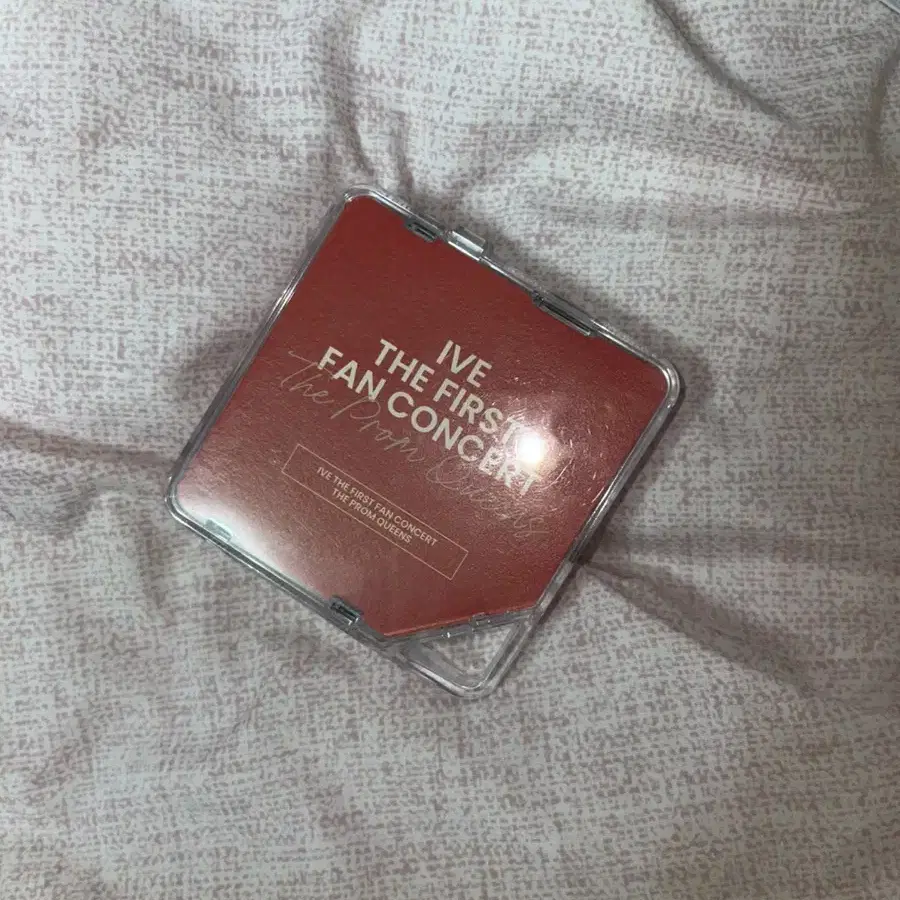 IVE
THE FIRST
FAN CONCERT
The Prom Queens
IVE THE FIRST FAN CONCERT
THE PROM QUEENS